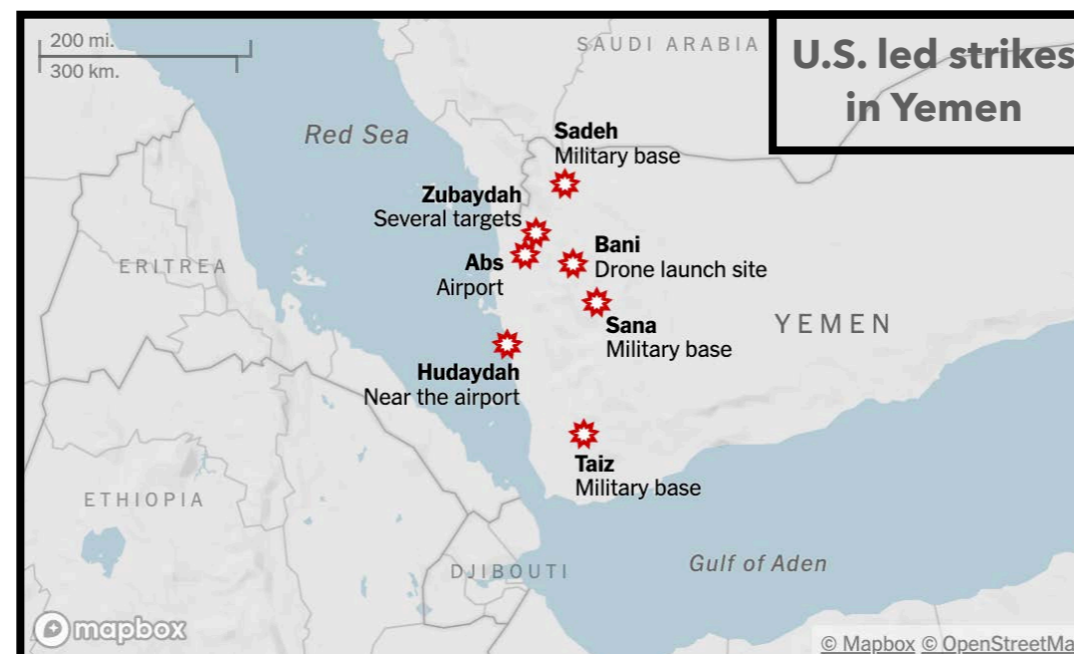 200 mi.
300 km.
SAUDI ARABIA
U.S. led strikes
in Yemen
Red Sea
Sadeh
Military base
Zubaydah
Several targets
Abs
Airport
Bani
Drone launch site
ERITREA
Sana
Military base
YEMEN
Hudaydah
Near the airport
Taiz
Military base
ETHIOPIA
DJIBOUTI
Gulf of Aden
mapbox
© Mapbox © OpenStreetMa